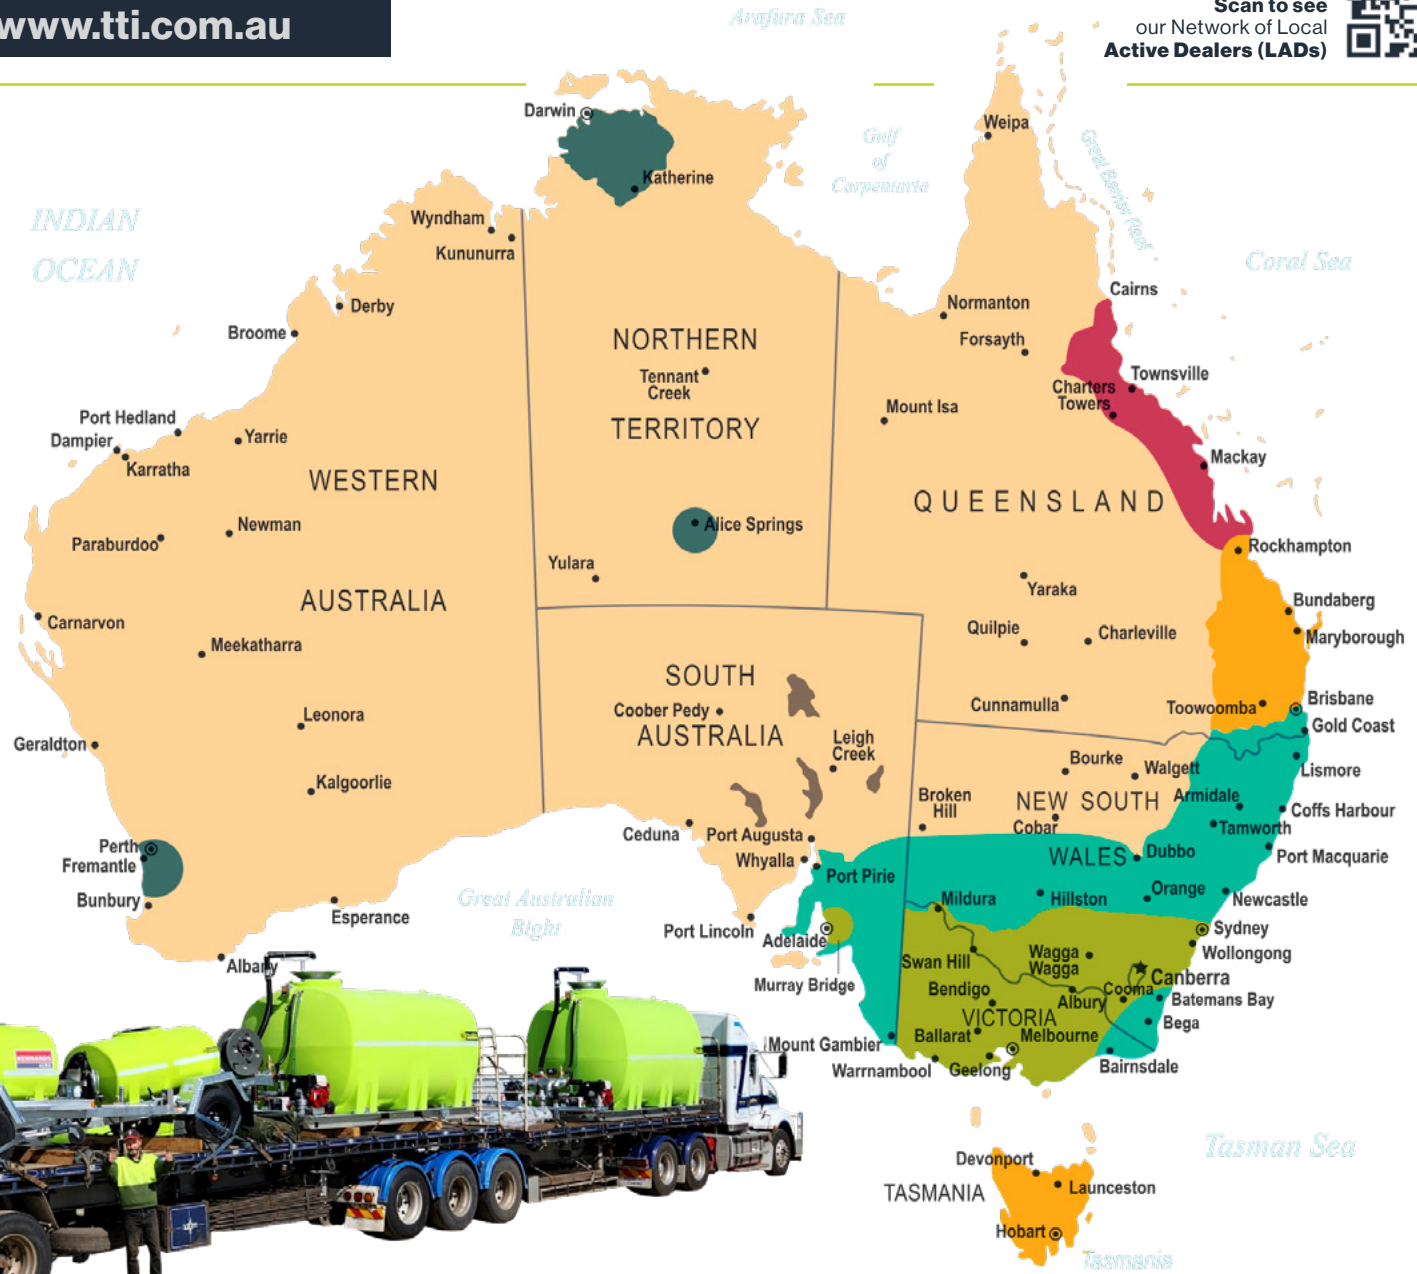 www.tti.com.au
Scan to see
our Network of Local
Active Dealers (LADs)
Arafura Sea
Darwin
Weipa
Gulf
of
Carpentaria
Great Barrier Reef
Katherine
INDIAN
OCEAN
Wyndham
Kununurra
Coral Sea
Cairns
Derby
Broome
Normanton
Forsayth
NORTHERN
Tennant
Creek
TERRITORY
Townsville
Charters
Towers
Mount Isa
Port Hedland
Dampier
Karratha
Yarrie
Mackay
WESTERN
QUEENSLAND
Newman
Paraburdoo
Alice Springs
Rockhampton
Yulara
Yaraka
AUSTRALIA
Bundaberg
Carnarvon
Quilpie
Charleville
Maryborough
Meekatharra
SOUTH
Coober Pedy
AUSTRALIA
Cunnamulla
Toowoomba
Brisbane
Gold Coast
Leonora
Geraldton
Leigh
Creek
Bourke
Walgett
Lismore
Kalgoorlie
Broken
Hill
NEW SOUTH
Armidale
Coffs Harbour
Cobar
Tamworth
Ceduna
Port Augusta
Perth
Fremantle
Whyalla
WALES
Dubbo
Port Macquarie
Port Pirie
Bunbury
Mildura
Hillston
Orange
Newcastle
Great Australian
Bight
Esperance
Port Lincoln
Adelaide
Sydney
Wollongong
Swan Hill
Wagga
Wagga
Albany
Canberra
Murray Bridge
Bendigo
Albury
Cooma
Batemans Bay
VICTORIA
Bega
Mount Gambier
Ballarat
Melbourne
Warrnambool
Geelong
Bairnsdale
Tasman Sea
Devonport
TASMANIA
Launceston
Hobart
Tasmania